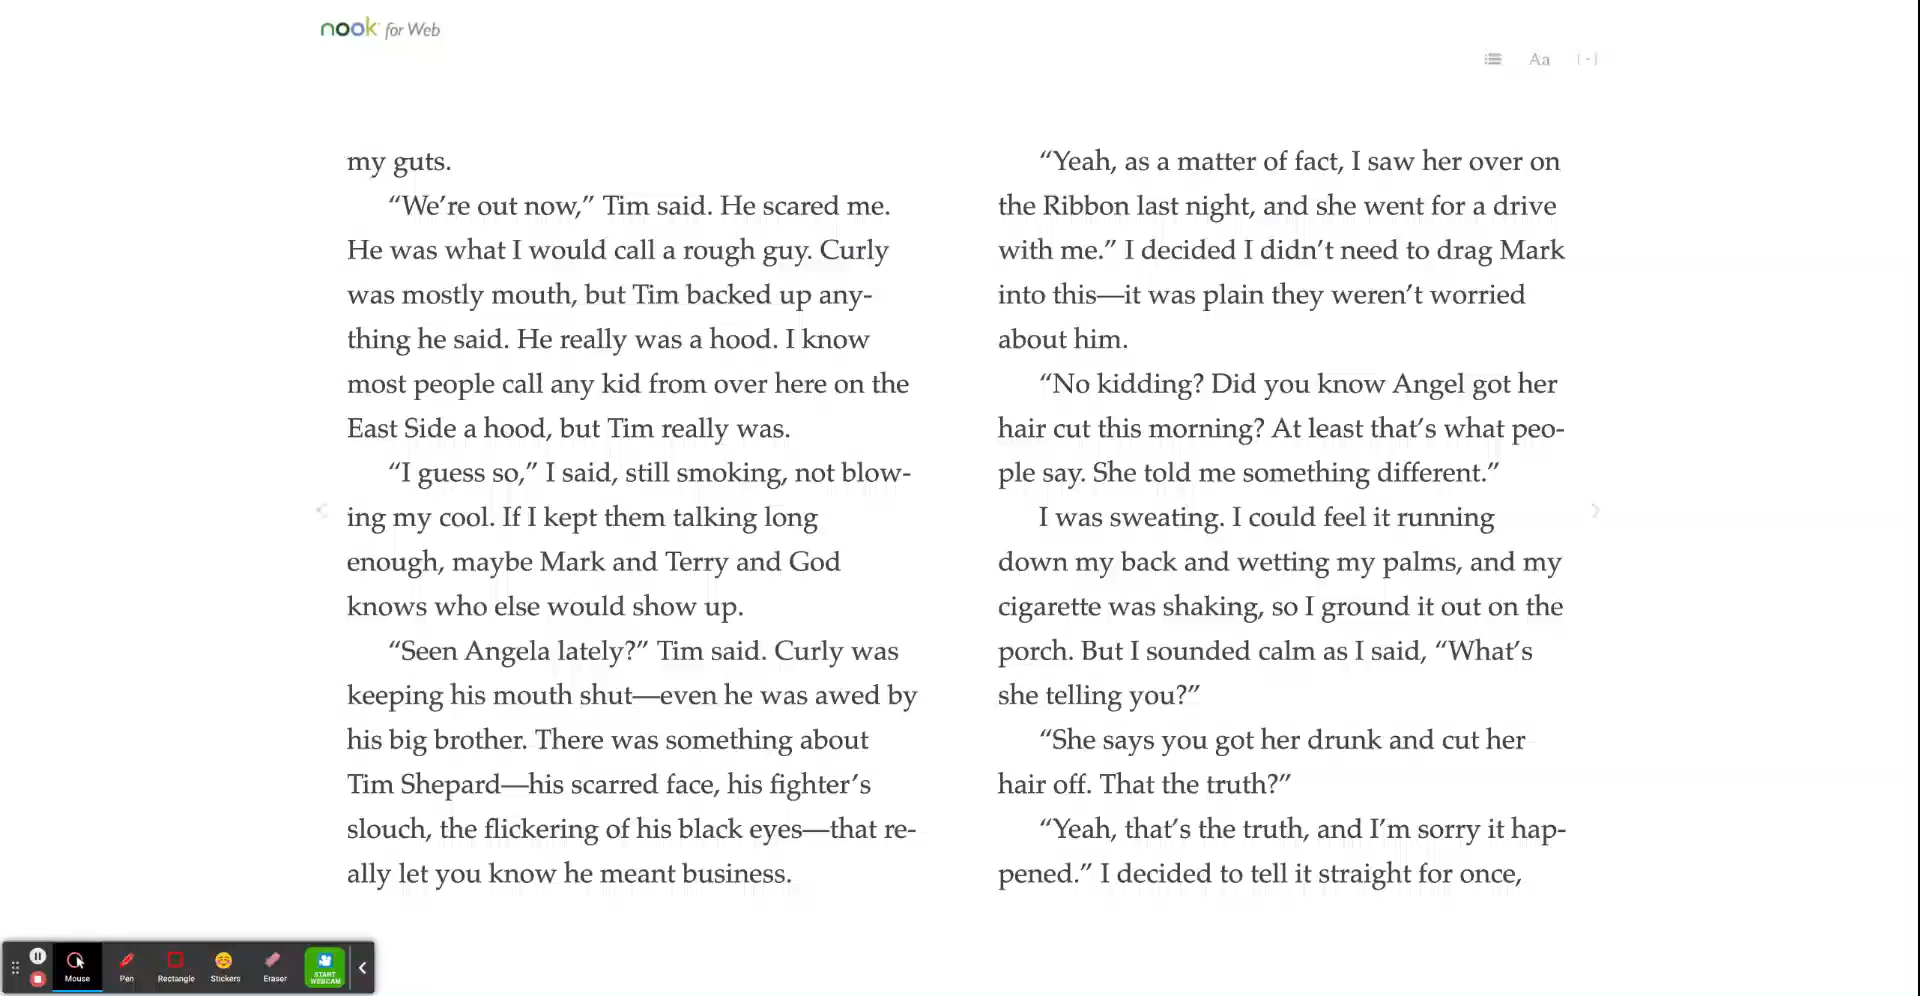 nook for Web
Aa
my guts.
“We’re out now,” Tim said. He scared me.
He was what I would call a rough guy. Curly
was mostly mouth, but Tim backed up any-
thing he said. He really was a hood. I know
most people call any kid from over here on the
East Side a hood, but Tim really was.
“I guess so,” I said, still smoking, not blow-
ing my cool. If I kept them talking long
enough, maybe Mark and Terry and God
knows who else would show up.
“Seen Angela lately?” Tim said. Curly was
keeping his mouth shut—even he was awed by
his big brother. There was something about
Tim Shepard—his scarred face, his fighter’s
slouch, the flickering of his black eyes—that re-
ally let you know he meant business.
“Yeah, as a matter of fact, I saw her over on
the Ribbon last night, and she went for a drive
with me.” I decided I didn’t need to drag Mark
into this—it was plain they weren’t worried
about him.
“No kidding? Did you know Angel got her
hair cut this morning? At least that’s what peo-
ple say. She told me something different.”
I was sweating. I could feel it running
down my back and wetting my palms, and my
cigarette was shaking, so I ground it out on the
porch. But I sounded calm as I said, “What’s
she telling you?”
“She says you got her drunk and cut her
hair off. That the truth?”
“Yeah, that’s the truth, and I’m sorry it hap-
pened.” I decided to tell it straight for once,
Mouse
Pen
Rectangle
Stickers
Eraser
START
WEBCAM